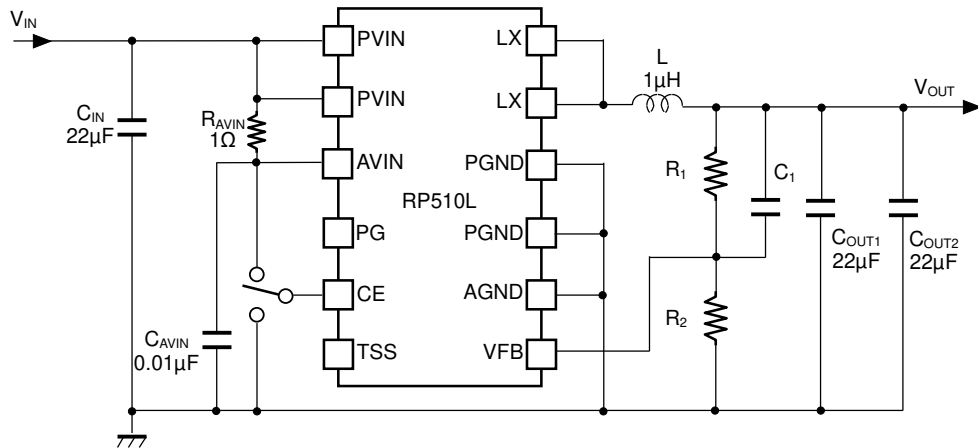 VIN
PVIN
LX
L
1µH
CIN
22µF
RAVIN
1Ω
PVIN
LX
VOUT
AVIN
PGND
R1
C1
RP510L
PG
PGND
COUT1
22µF
COUT2
22µF
CE
AGND
R2
CAVIN
0.01µF
TSS
VFB